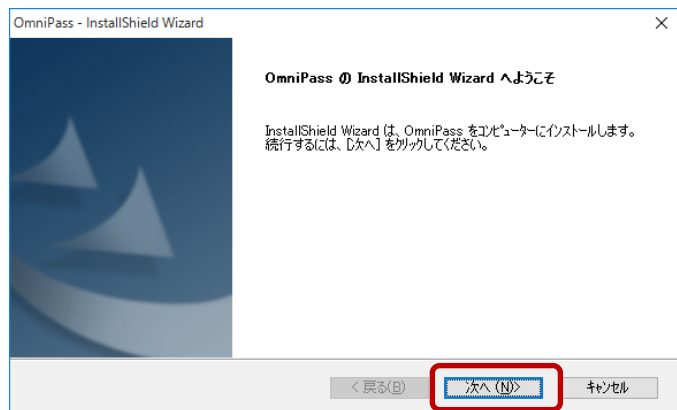 OmniPass - InstallShield Wizard
OmniPass の InstallShield Wizard へようこそ
InstallShield Wizard は、OmniPass をコンピューターにインストールします。
続行するには、[次へ] をクリックしてください。
< 戻る(B)
次へ (N)>
キャンセル